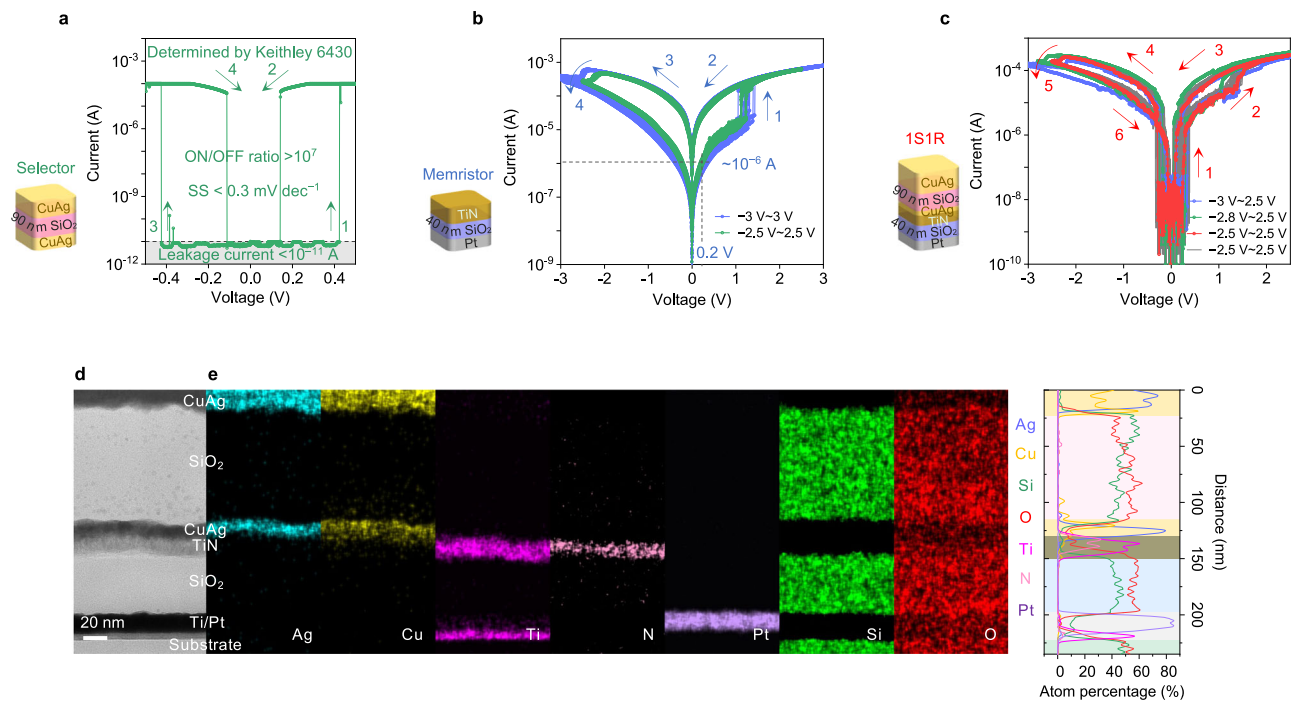 a
Determined by Keithley 6430
4 2
ON/OFF ratio >10⁷
SS < 0.3 mV dec⁻¹
3 1
Leakage current <10⁻¹¹ A
10⁻³
10⁻⁶
10⁻⁹
10⁻¹²
Current (A)
−0.4 −0.2 0.0 0.2 0.4
Voltage (V)
Selector
CuAg
90 nm SiO₂
CuAg
b
10⁻³
10⁻⁵
10⁻⁷
10⁻⁹
Current (A)
3 2
4
1
~10⁻⁶ A
−3 V~3 V
−2.5 V~2.5 V
0.2 V
−3 −2 −1 0 1 2 3
Voltage (V)
Memristor
TiN
40 nm SiO₂
Pt
c
10⁻⁴
10⁻⁶
10⁻⁸
10⁻¹⁰
Current (A)
4 3
5 2
6
1
−3 V~2.5 V
−2.8 V~2.5 V
−2.5 V~2.5 V
−2.5 V~2.5 V
−3 −2 −1 0 1 2
Voltage (V)
1S1R
CuAg
90 nm SiO₂
CuAg
TiN
40 nm SiO₂
Pt
d
CuAg
SiO₂
CuAg
TiN
SiO₂
Ti/Pt
20 nm
Substrate
e
Ag Cu Ti N Pt Si O
Ag
Cu
Si
O
Ti
N
Pt
0
50
100
150
200
Distance (nm)
0 20 40 60 80
Atom percentage (%)